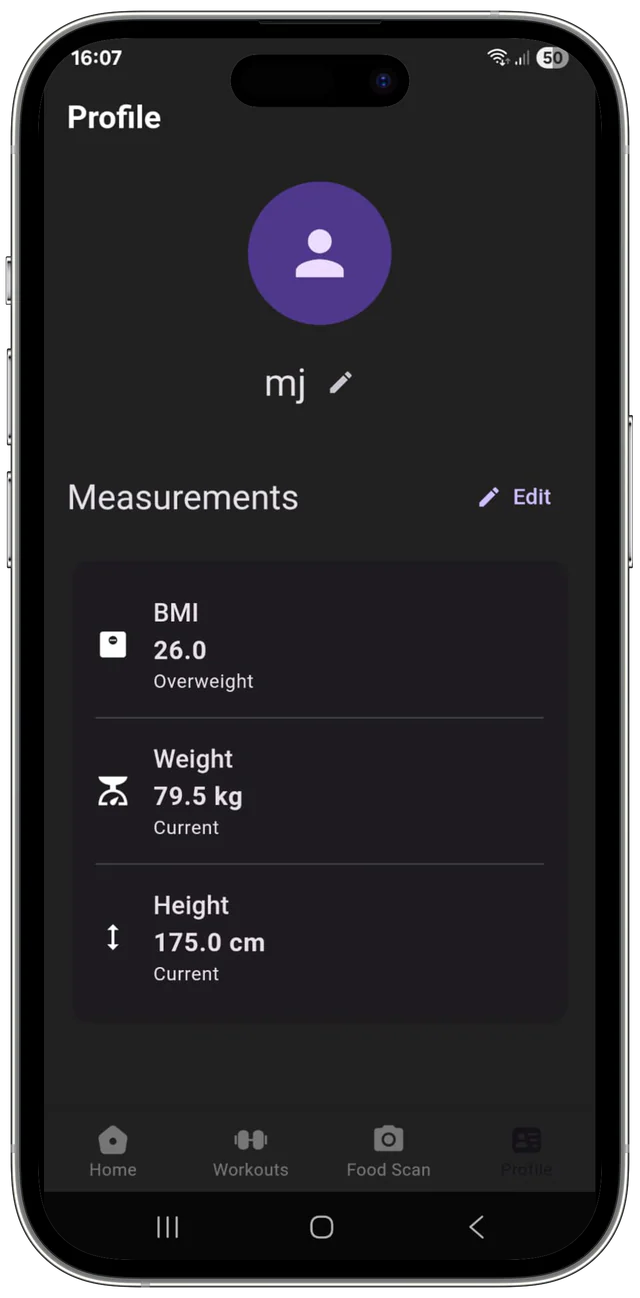 16:07
50
Profile
mj
Measurements
Edit
BMI
26.0
Overweight
Weight
79.5 kg
Current
Height
175.0 cm
Current
Home
Workouts
Food Scan
Profile